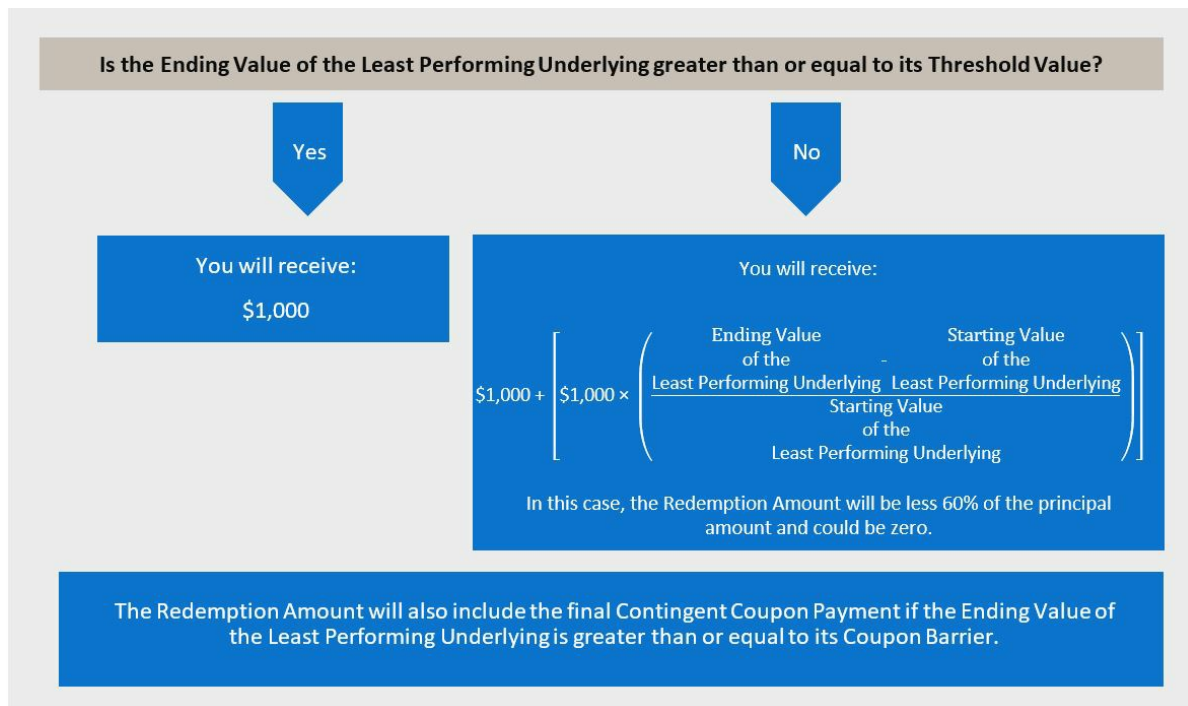 Is the Ending Value of the Least Performing Underlying greater than or equal to its Threshold Value?
Yes
No
You will receive:
$1,000
You will receive:
$1,000 + [ $1,000 × (
Ending Value
of the
Least Performing Underlying
-
Starting Value
of the
Least Performing Underlying
Starting Value
of the
Least Performing Underlying
) ]
In this case, the Redemption Amount will be less 60% of the principal
amount and could be zero.
The Redemption Amount will also include the final Contingent Coupon Payment if the Ending Value of
the Least Performing Underlying is greater than or equal to its Coupon Barrier.